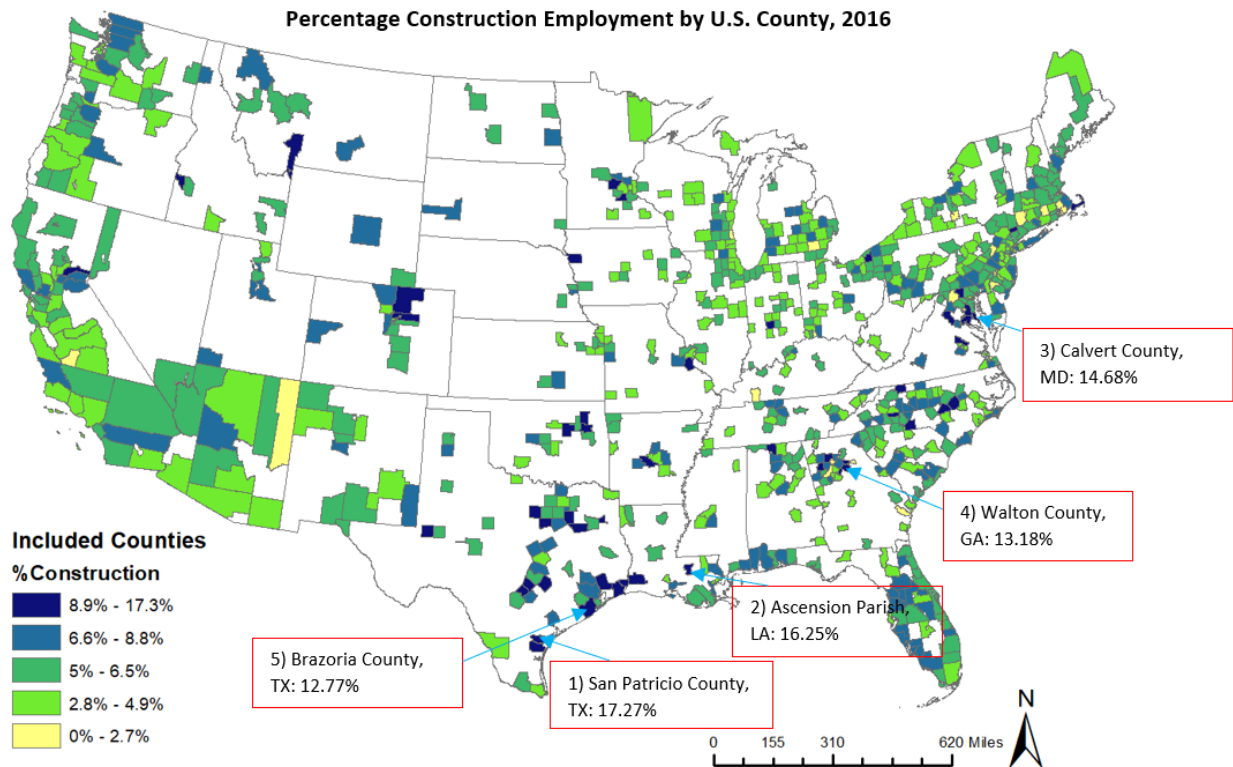 Percentage Construction Employment by U.S. County, 2016
3) Calvert County,
MD: 14.68%
4) Walton County,
GA: 13.18%
2) Ascension Parish,
LA: 16.25%
5) Brazoria County,
TX: 12.77%
1) San Patricio County,
TX: 17.27%
Included Counties
%Construction
8.9% - 17.3%
6.6% - 8.8%
5% - 6.5%
2.8% - 4.9%
0% - 2.7%
N
0 155 310 620 Miles